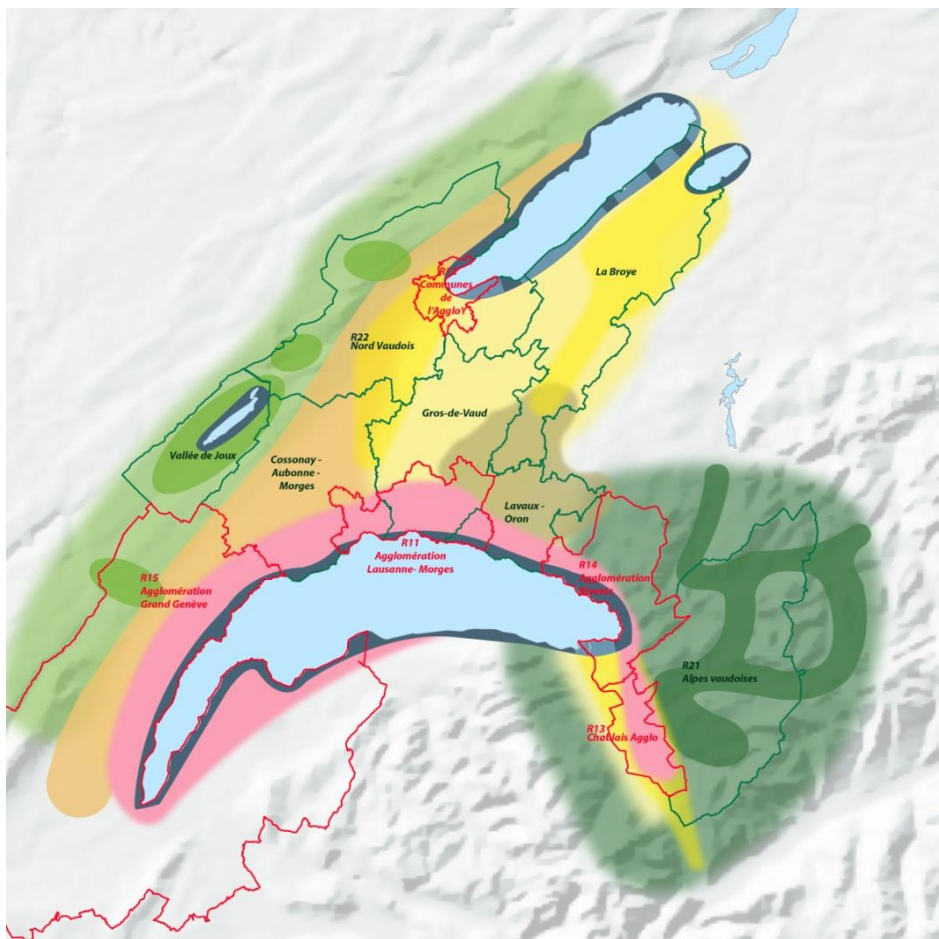 La Broye
Communes
de
l'AggloY
R22
Nord Vaudois
Gros-de-Vaud
Vallée de Joux
Cossonay -
Aubonne -
Morges
Lavaux -
Oron
R11
Agglomération
Lausanne- Morges
R14
Agglomération
R15
Agglomération
Grand Genève
R21
Alpes vaudoises
R13
Chablais Agglo